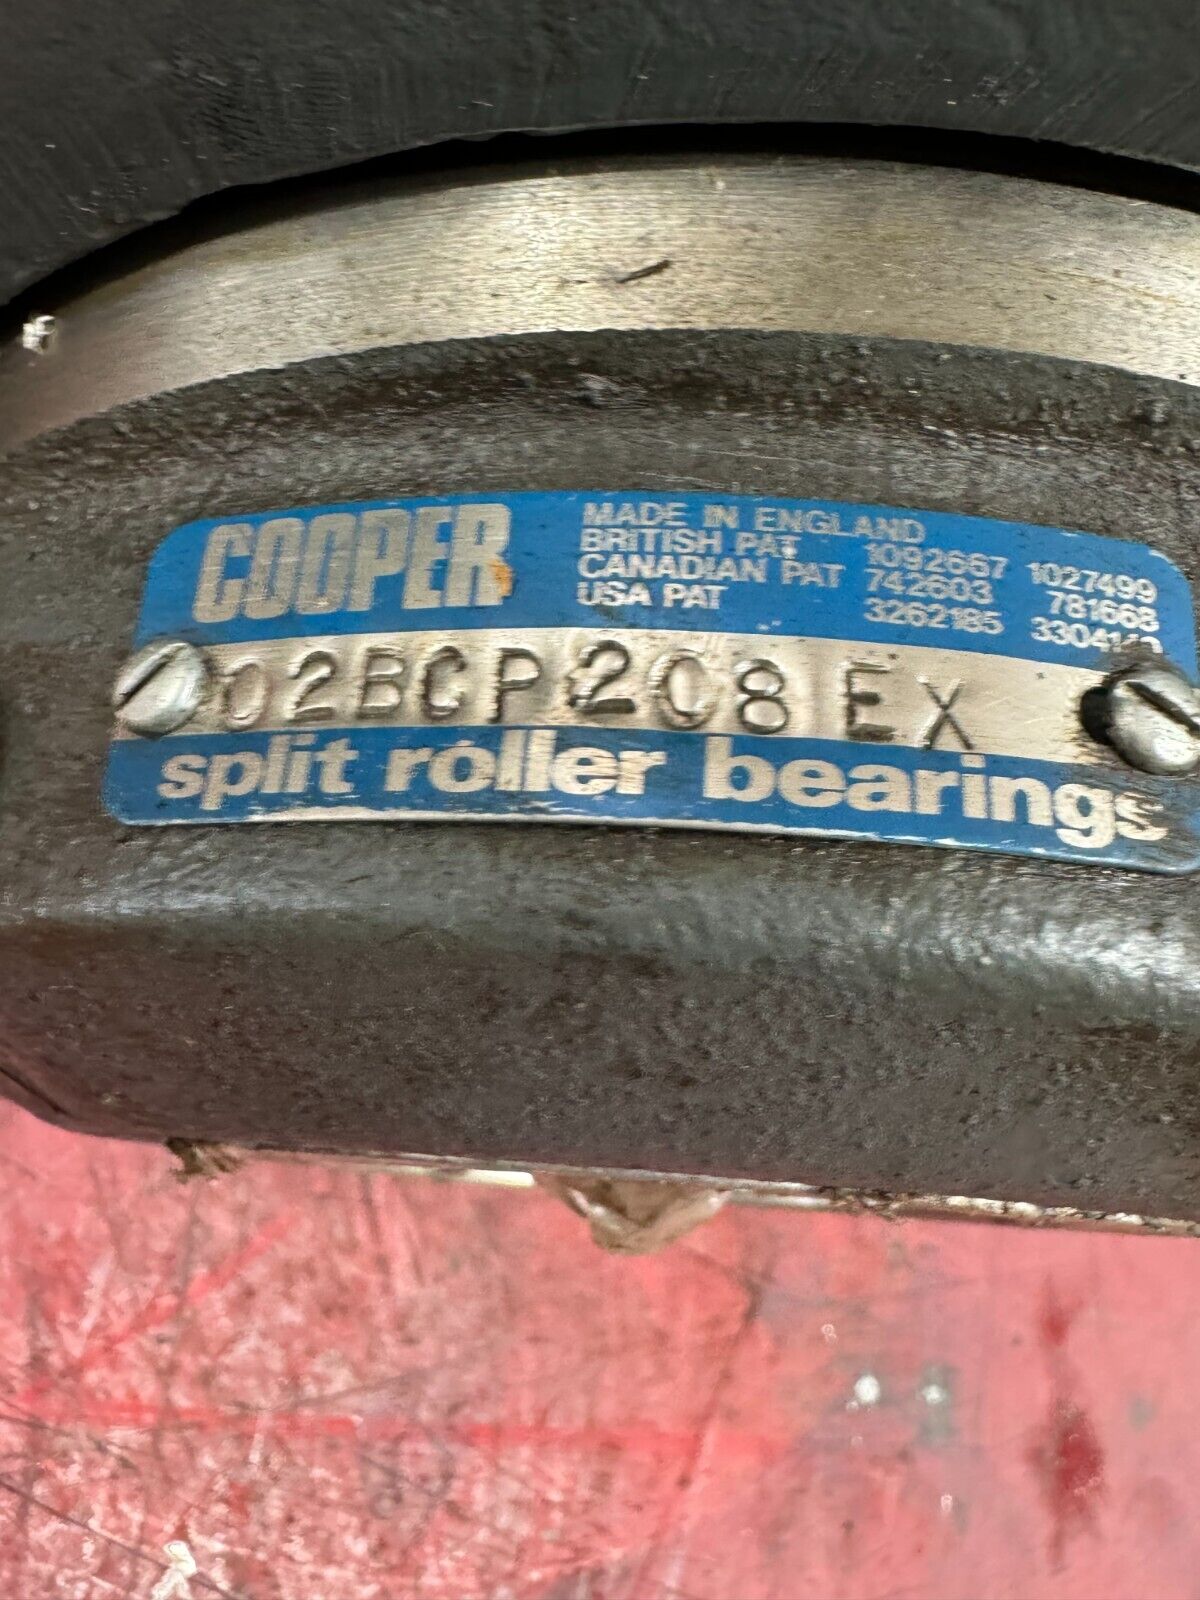 COOPER
MADE IN ENGLAND
BRITISH PAT. 1092667 1027499
CANADIAN PAT 742603 781668
USA PAT 3262185
02BCP208EX
split roller bearings